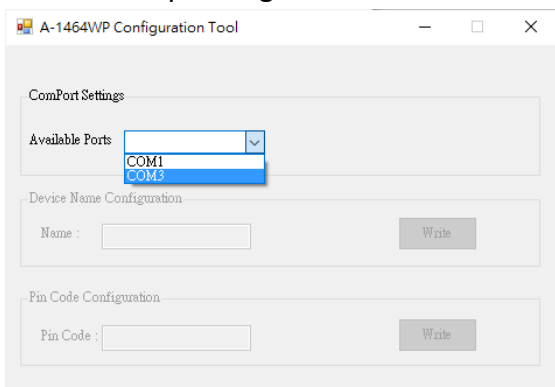 A-1464WP Configuration Tool
ComPort Settings
Available Ports
COM1
COM3
Device Name Configuration
Name :
Write
Pin Code Configuration
Pin Code :
Write